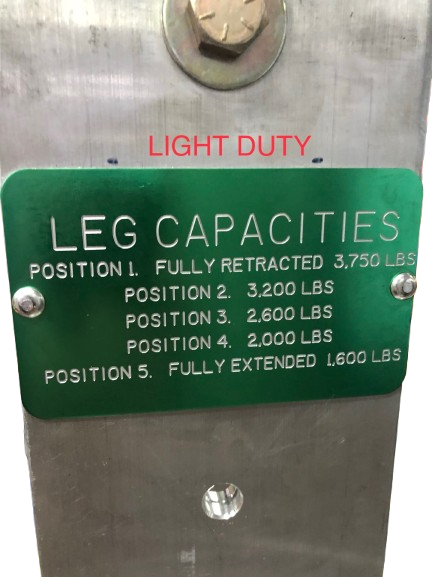 LIGHT DUTY
LEG CAPACITIES
POSITION 1. FULLY RETRACTED 3,750 LBS
POSITION 2. 3,200 LBS
POSITION 3. 2,600 LBS
POSITION 4. 2,000 LBS
POSITION 5. FULLY EXTENDED 1,600 LBS